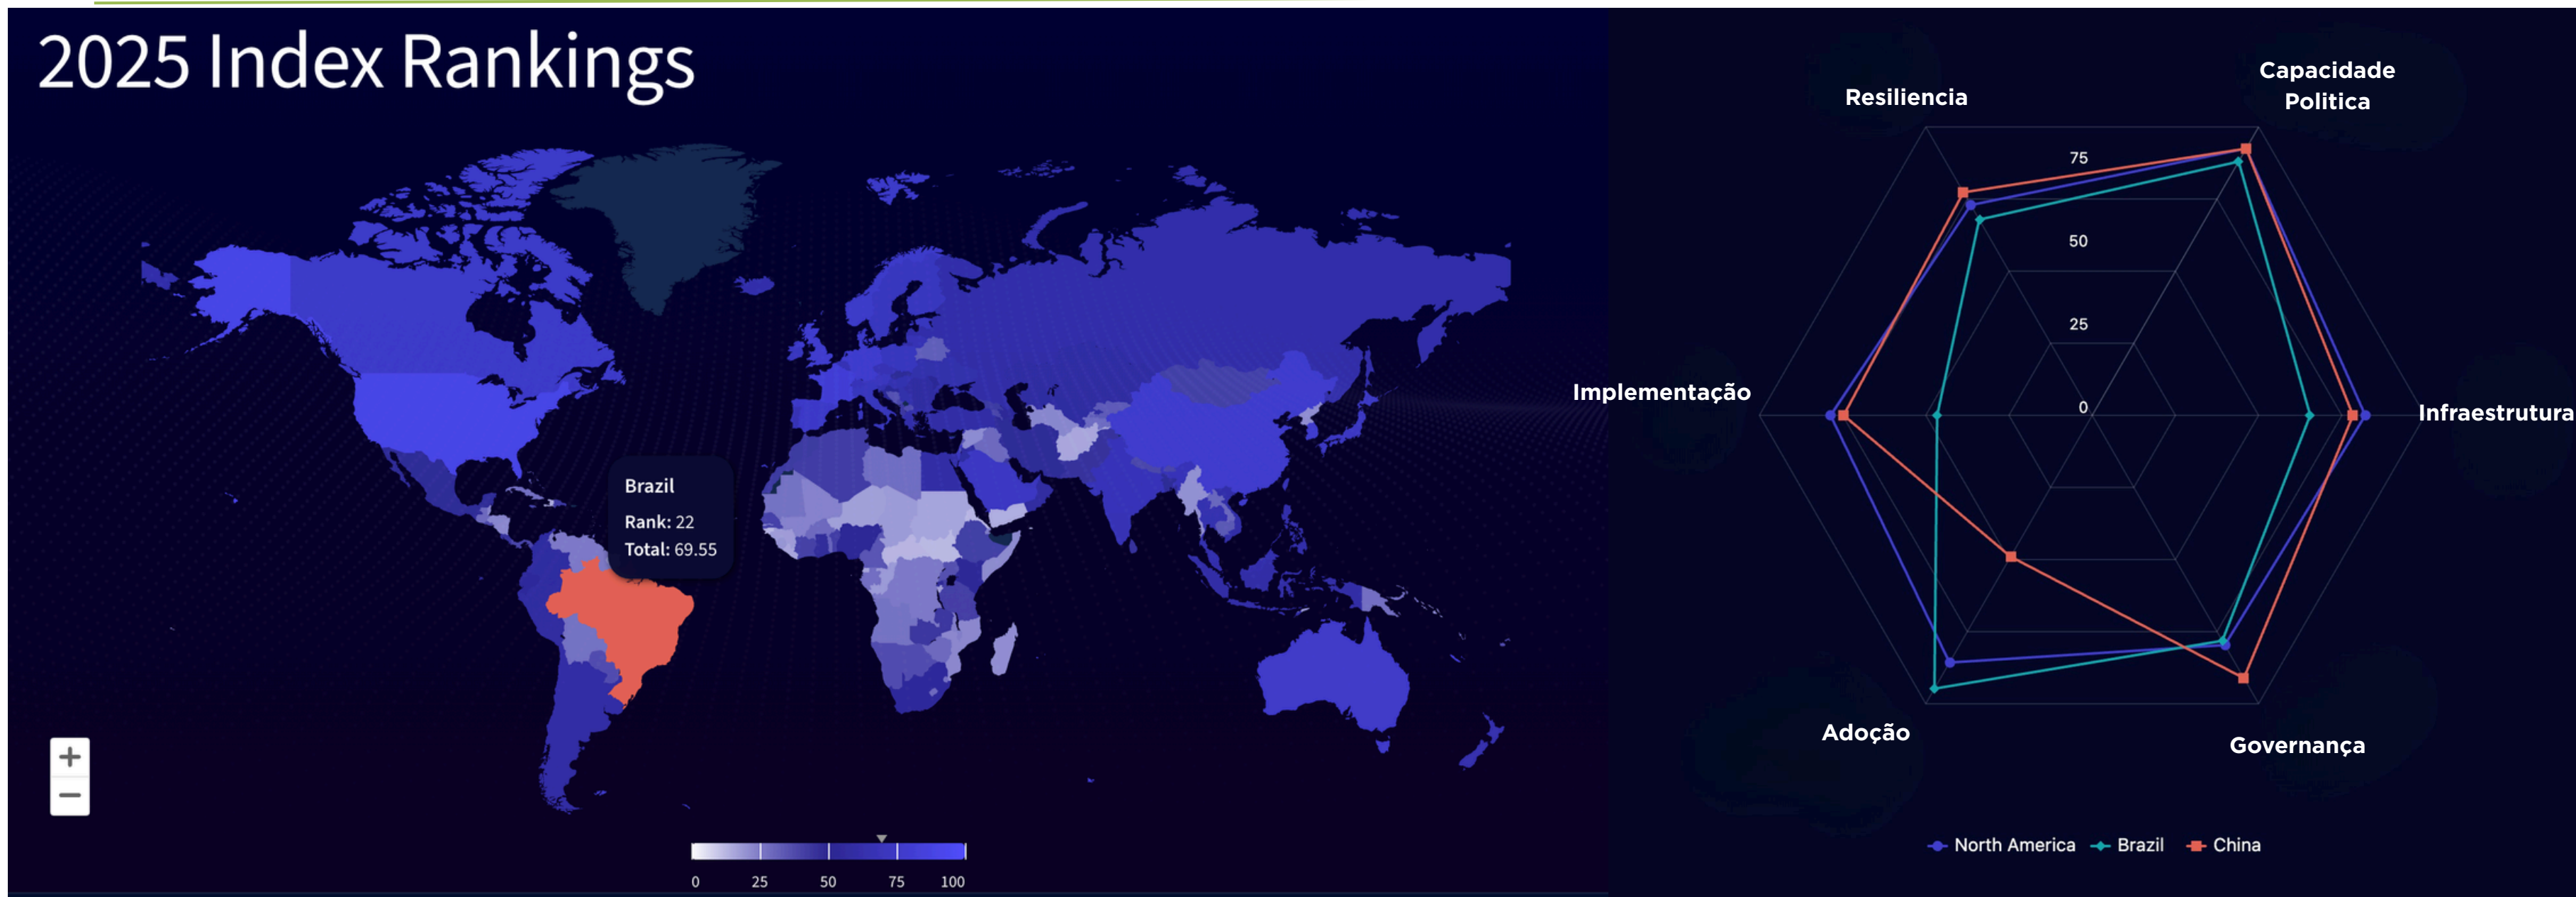 2025 Index Rankings
Brazil
Rank: 22
Total: 69.55
+
−
0 25 50 75 100
Resiliencia
Capacidade
Politica
75
50
25
0
Implementação
Infraestrutura
Adoção
Governança
North America Brazil China